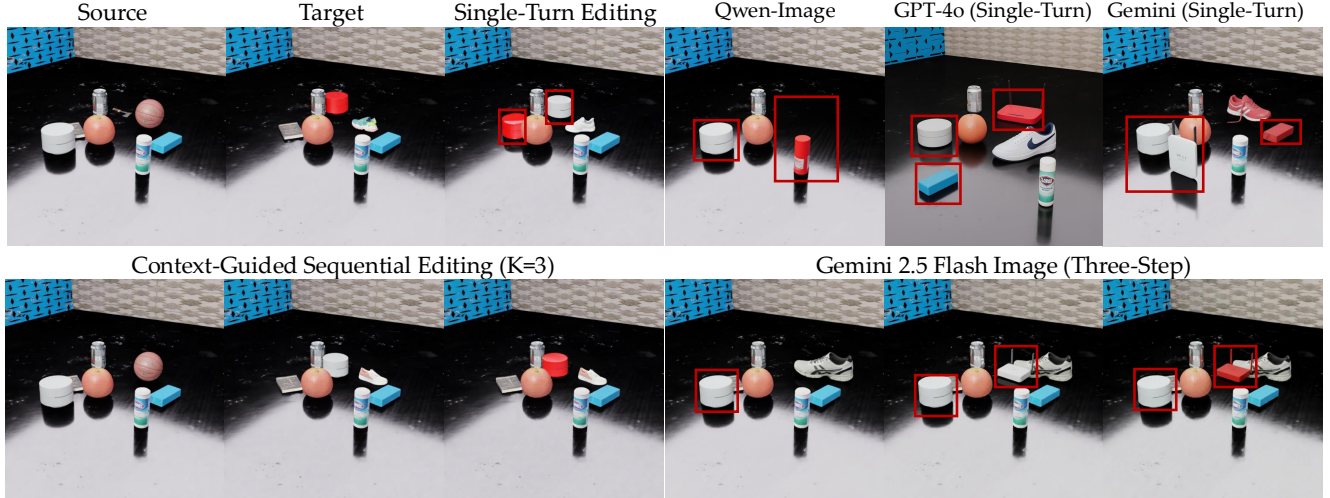 Source
Target
Single-Turn Editing
Qwen-Image
GPT-4o (Single-Turn)
Gemini (Single-Turn)
Context-Guided Sequential Editing (K=3)
Gemini 2.5 Flash Image (Three-Step)